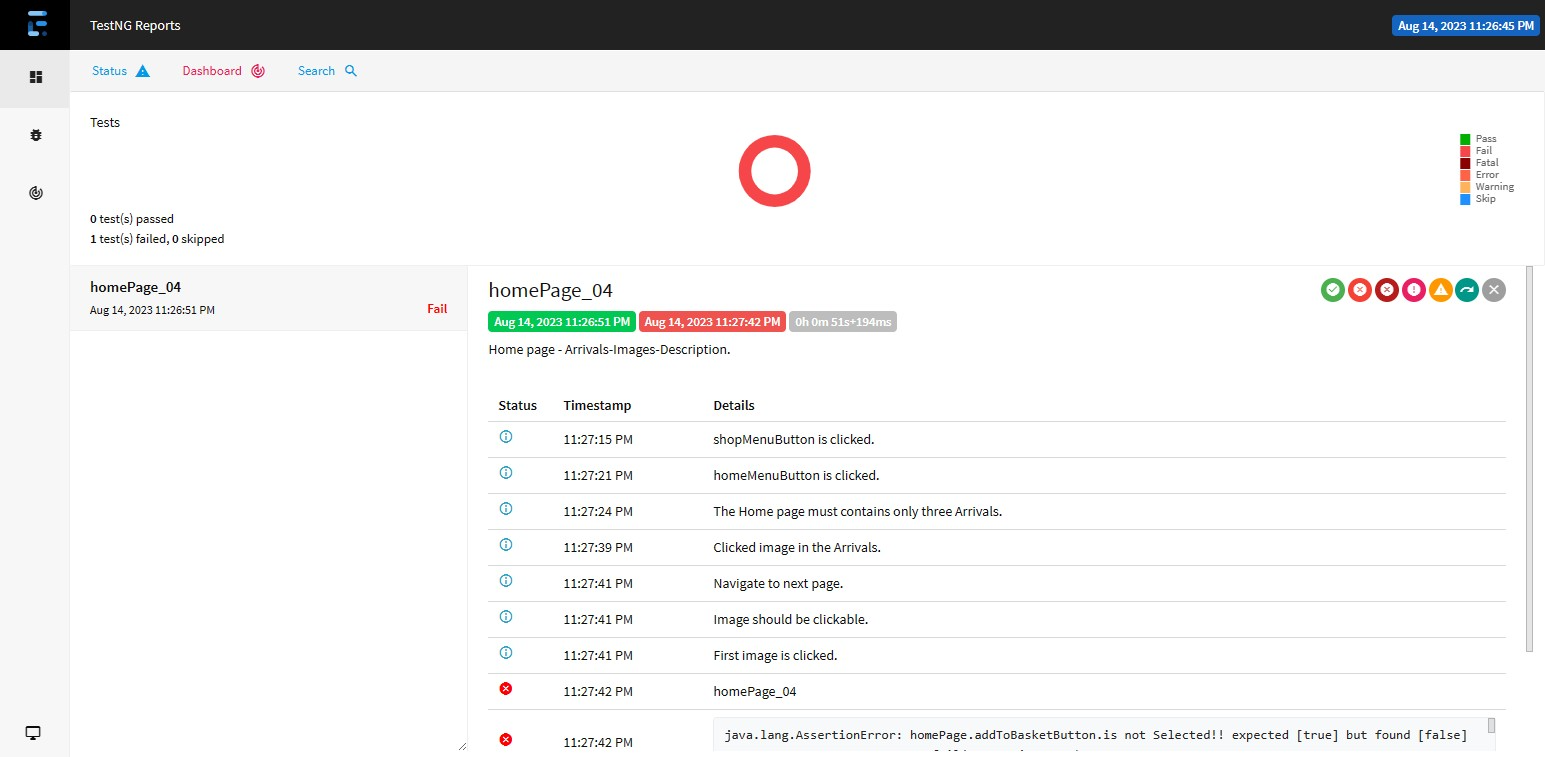 TestNG Reports
Aug 14, 2023 11:26:45 PM
Status
Dashboard
Search
Tests
0 test(s) passed
1 test(s) failed, 0 skipped
Pass
Fail
Fatal
Error
Warning
Skip
homePage_04
Aug 14, 2023 11:26:51 PM
Fail
homePage_04
Aug 14, 2023 11:26:51 PM Aug 14, 2023 11:27:42 PM 0h 0m 51s+194ms
Home page - Arrivals-Images-Description.
Status Timestamp Details
11:27:15 PM shopMenuButton is clicked.
11:27:21 PM homeMenuButton is clicked.
11:27:24 PM The Home page must contains only three Arrivals.
11:27:39 PM Clicked image in the Arrivals.
11:27:41 PM Navigate to next page.
11:27:41 PM Image should be clickable.
11:27:41 PM First image is clicked.
11:27:42 PM homePage_04
11:27:42 PM java.lang.AssertionError: homePage.addToBasketButton.is not Selected!! expected [true] but found [false]